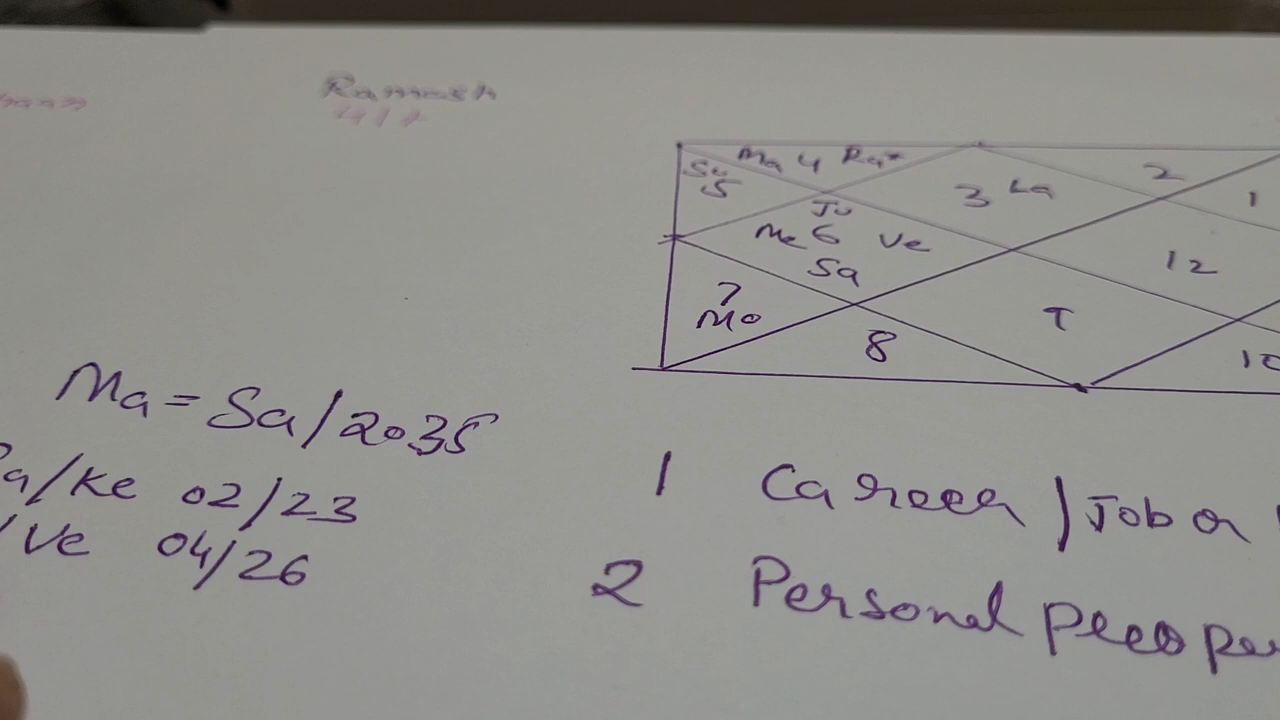 Ramesh
Ma 4 Ra
Su
5
3 La
2
1
Ju
Me 6 Ve
Sa
12
7
Mo
8
9
10
Ma = Sa/2035
/Ke 02/23
/Ve 04/26
1 Career/Job or
2 Personal